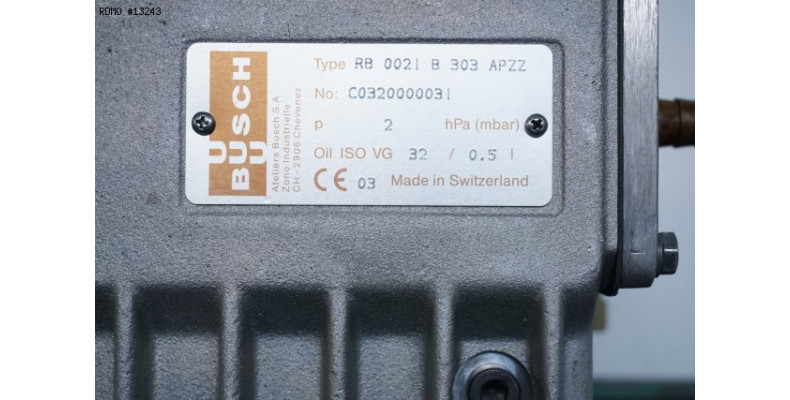 RDMO #13243
BUSCH
U
U
Ateliers Busch S.A.
Zone Industrielle
CH - 2906 Chevenez
Type RB 0021 B 303 APZZ
No: C0320000031
p 2 hPa (mbar)
Oil ISO VG 32 / 0.5 l
CE 03 Made in Switzerland